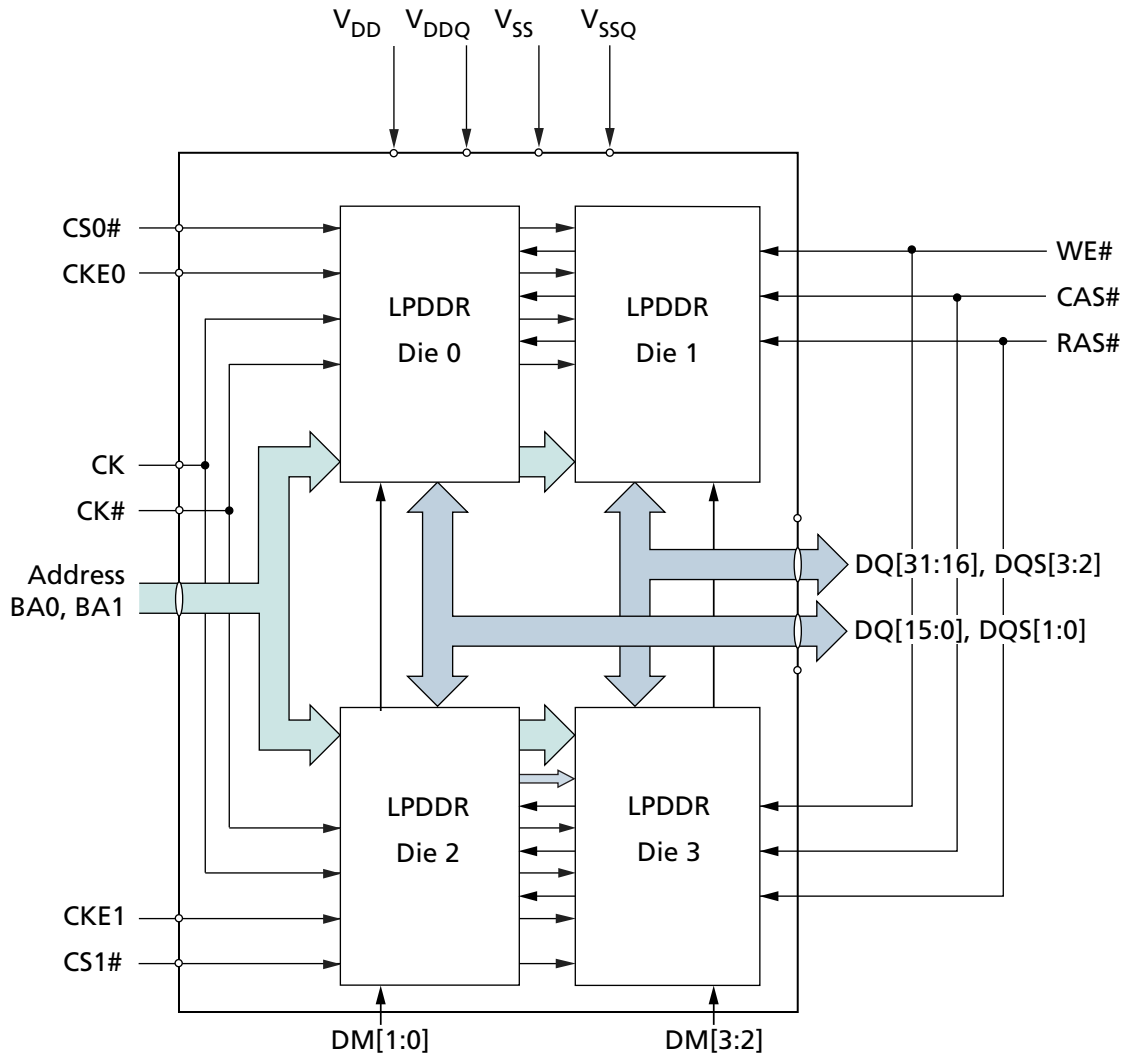 VDD VDDQ VSS VSSQ
CS0#
CKE0
CK
CK#
Address
BA0, BA1
CKE1
CS1#
LPDDR
Die 0
LPDDR
Die 1
LPDDR
Die 2
LPDDR
Die 3
WE#
CAS#
RAS#
DQ[31:16], DQS[3:2]
DQ[15:0], DQS[1:0]
DM[1:0]
DM[3:2]